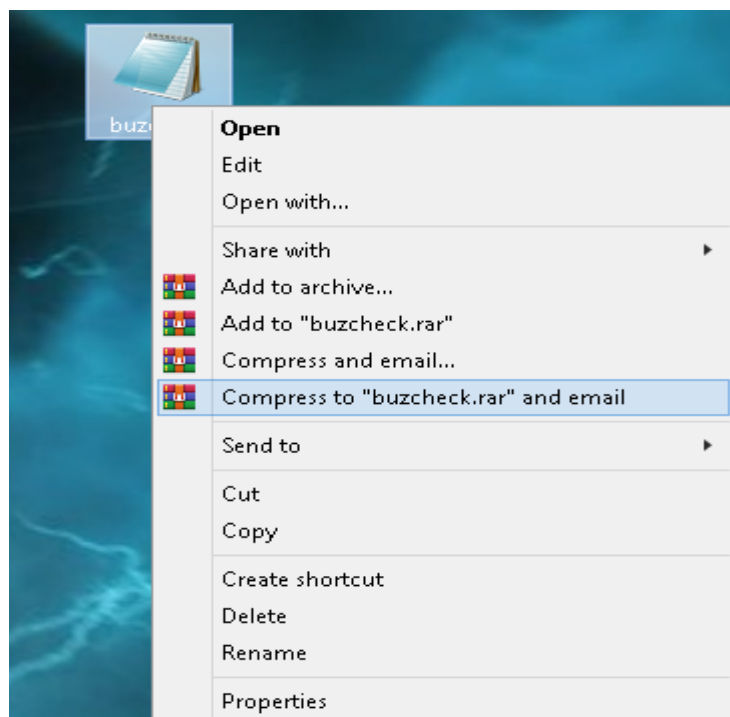 buz
Open
Edit
Open with...
Share with
Add to archive...
Add to "buzcheck.rar"
Compress and email...
Compress to "buzcheck.rar" and email
Send to
Cut
Copy
Create shortcut
Delete
Rename
Properties